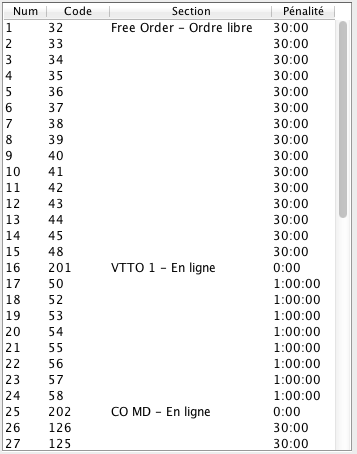 Num Code Section Pénalité
1 32 Free Order - Ordre libre 30:00
2 33 30:00
3 34 30:00
4 35 30:00
5 36 30:00
6 37 30:00
7 38 30:00
8 39 30:00
9 40 30:00
10 41 30:00
11 42 30:00
12 43 30:00
13 44 30:00
14 45 30:00
15 48 30:00
16 201 VTTO 1 - En ligne 0:00
17 50 1:00:00
18 52 1:00:00
19 53 1:00:00
20 54 1:00:00
21 55 1:00:00
22 56 1:00:00
23 57 1:00:00
24 58 1:00:00
25 202 CO MD - En ligne 0:00
26 126 30:00
27 125 30:00